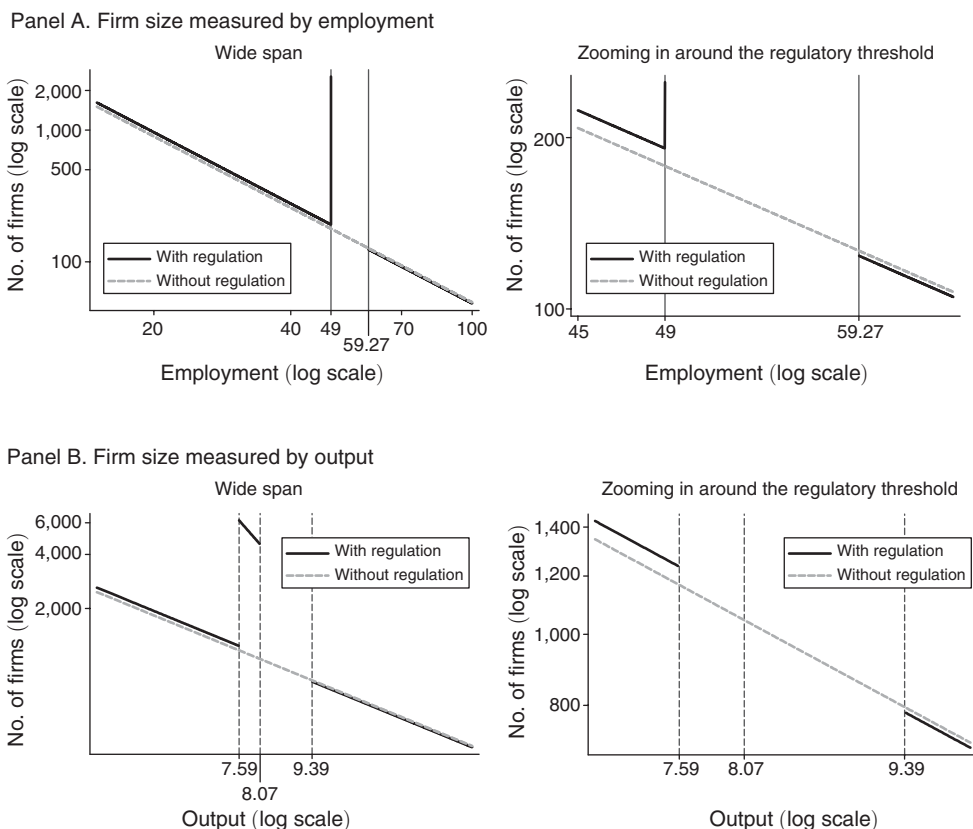 Panel A. Firm size measured by employment
Wide span
No. of firms (log scale)
2,000
1,000
500
100
With regulation
Without regulation
20
40
49
70
100
59.27
Employment (log scale)
Zooming in around the regulatory threshold
No. of firms (log scale)
200
100
With regulation
Without regulation
45
49
59.27
Employment (log scale)
Panel B. Firm size measured by output
Wide span
No. of firms (log scale)
6,000
4,000
2,000
With regulation
Without regulation
7.59
9.39
8.07
Output (log scale)
Zooming in around the regulatory threshold
No. of firms (log scale)
1,400
1,200
1,000
800
With regulation
Without regulation
7.59
8.07
9.39
Output (log scale)